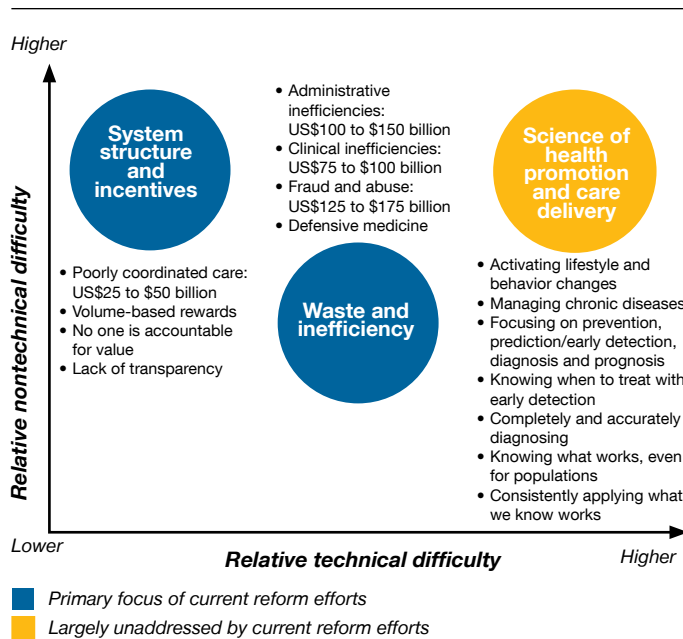 Higher
System
structure
and
incentives
• Poorly coordinated care:
US$25 to $50 billion
• Volume-based rewards
• No one is accountable
for value
• Lack of transparency
• Administrative
inefficiencies:
US$100 to $150 billion
• Clinical inefficiencies:
US$75 to $100 billion
• Fraud and abuse:
US$125 to $175 billion
• Defensive medicine
Waste and
inefficiency
Science of
health
promotion
and care
delivery
• Activating lifestyle and
behavior changes
• Managing chronic diseases
• Focusing on prevention,
prediction/early detection,
diagnosis and prognosis
• Knowing when to treat with
early detection
• Completely and accurately
diagnosing
• Knowing what works, even
for populations
• Consistently applying what
we know works
Relative nontechnical difficulty
Lower
Relative technical difficulty
Higher
Primary focus of current reform efforts
Largely unaddressed by current reform efforts